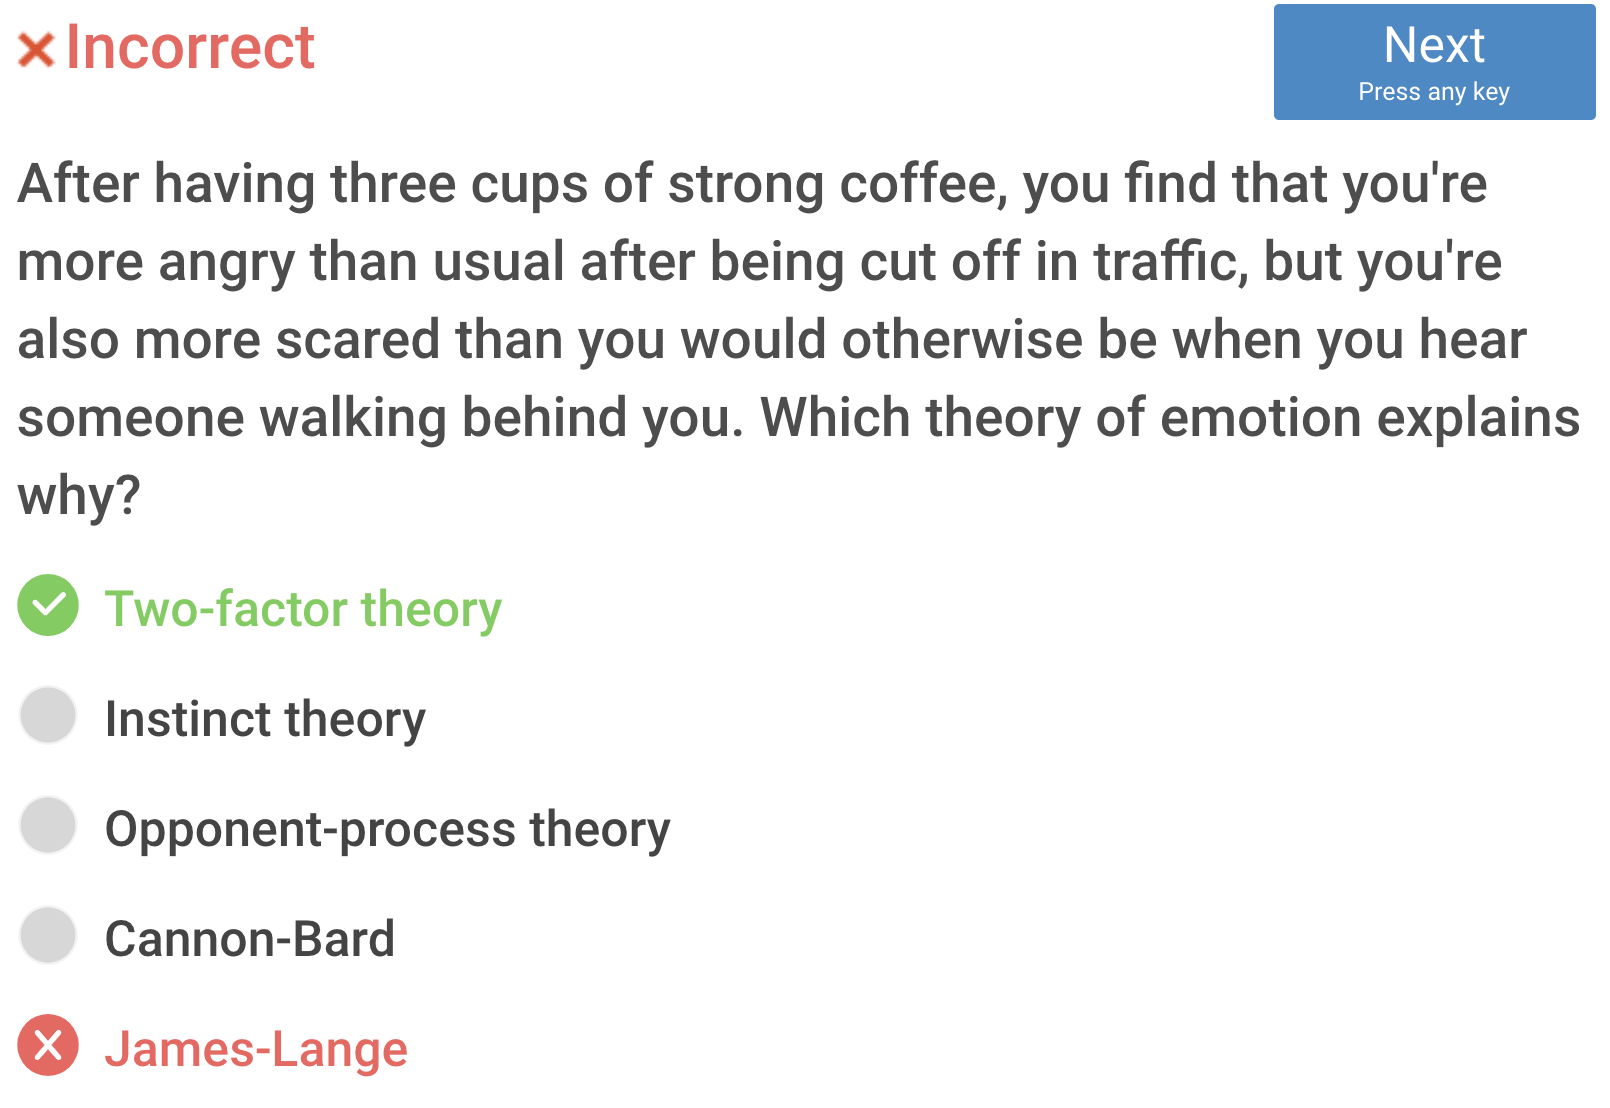 Incorrect
Next
Press any key
After having three cups of strong coffee, you find that you're
more angry than usual after being cut off in traffic, but you're
also more scared than you would otherwise be when you hear
someone walking behind you. Which theory of emotion explains
why?
Two-factor theory
Instinct theory
Opponent-process theory
Cannon-Bard
James-Lange